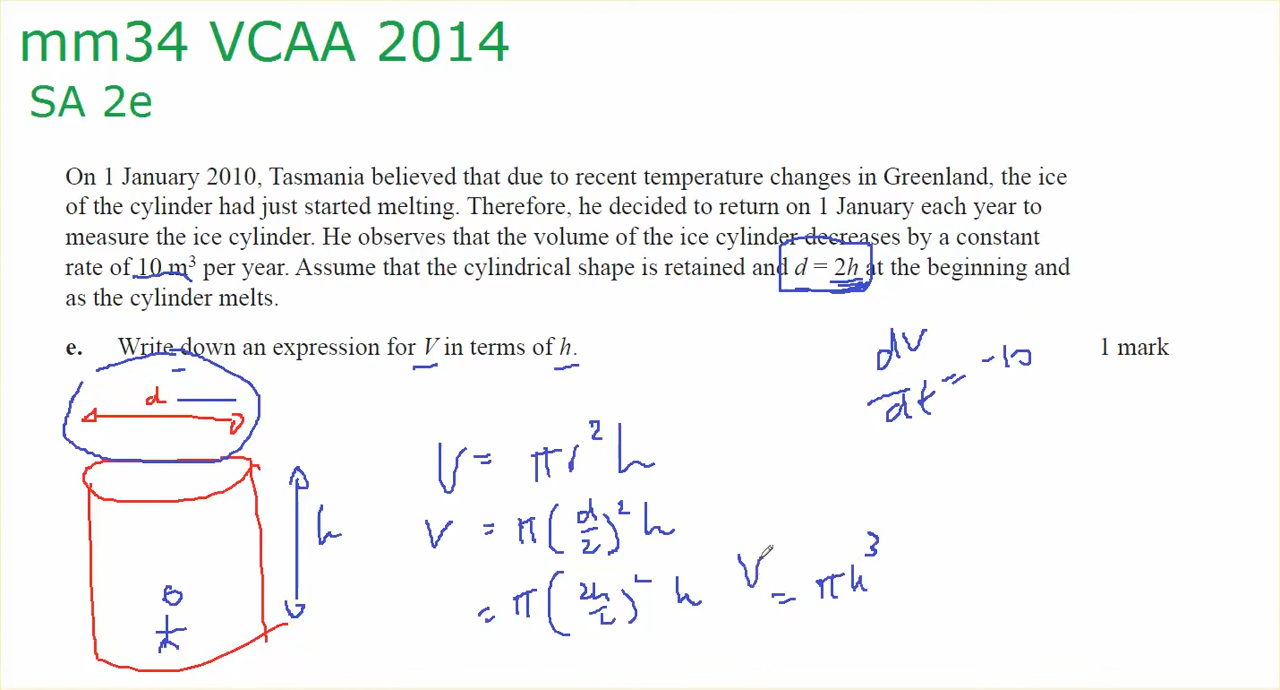 mm34 VCAA 2014
SA 2e
On 1 January 2010, Tasmania believed that due to recent temperature changes in Greenland, the ice
of the cylinder had just started melting. Therefore, he decided to return on 1 January each year to
measure the ice cylinder. He observes that the volume of the ice cylinder decreases by a constant
rate of 10 m³ per year. Assume that the cylindrical shape is retained and d = 2h at the beginning and
as the cylinder melts.
e. Write down an expression for V in terms of h.
1 mark
dV/dt = -10
d
h
V = πr²h
V = π(d/2)²h
= π(2h/2)² h
V = πh³